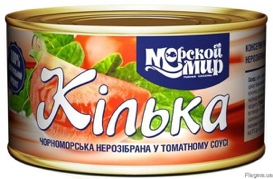 Морской
мир
Кілька
ЧОРНОМОРСЬКА НЕРОЗІБРАНА У ТОМАТНОМУ СОУСІ
Flagma.ua